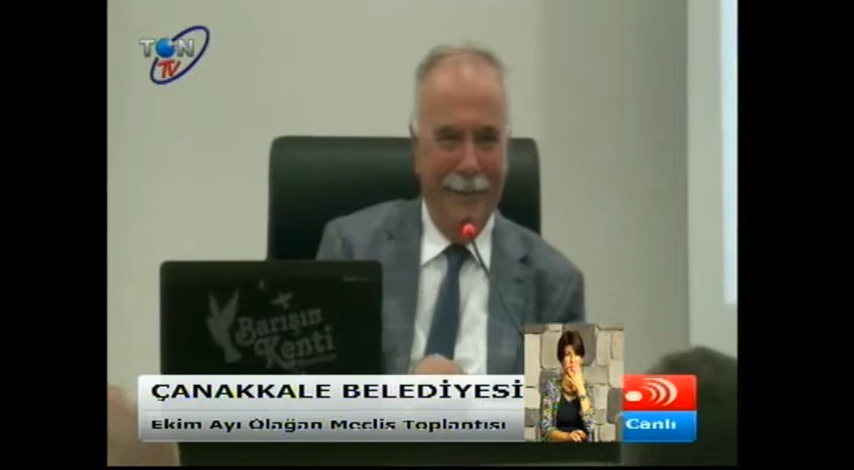 TON
TV
Barışın
Kenti
ÇANAKKALE BELEDİYESİ
Ekim Ayı Olağan Meclis Toplantısı
Canlı